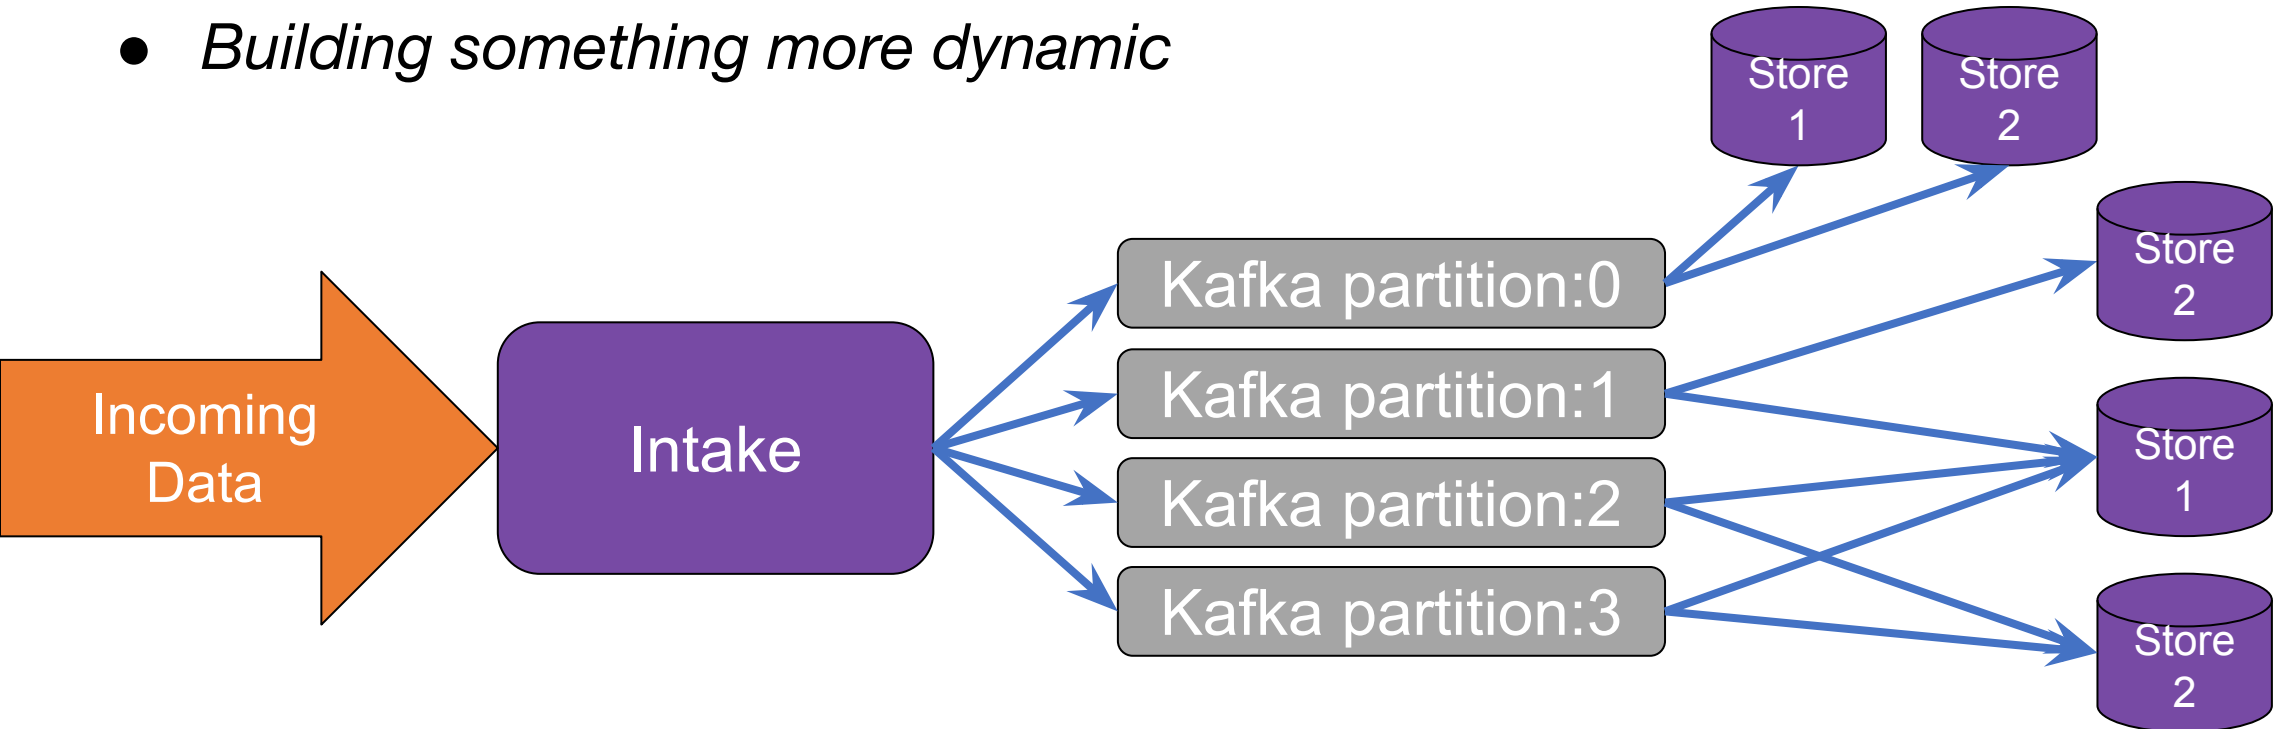 ● Building something more dynamic
Store
1
Store
2
Store
2
Kafka partition:0
Kafka partition:1
Incoming
Data
Intake
Store
1
Kafka partition:2
Kafka partition:3
Store
2